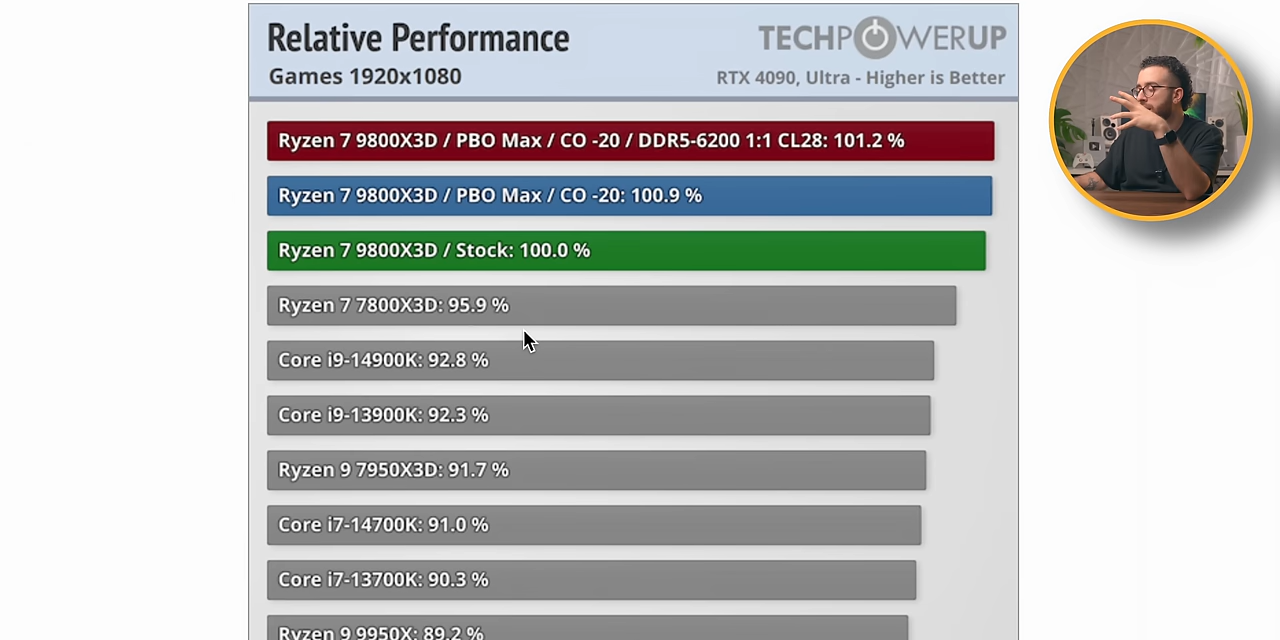 Relative Performance
TECHPOWERUP
Games 1920x1080
RTX 4090, Ultra - Higher is Better
Ryzen 7 9800X3D / PBO Max / CO -20 / DDR5-6200 1:1 CL28: 101.2 %
Ryzen 7 9800X3D / PBO Max / CO -20: 100.9 %
Ryzen 7 9800X3D / Stock: 100.0 %
Ryzen 7 7800X3D: 95.9 %
Core i9-14900K: 92.8 %
Core i9-13900K: 92.3 %
Ryzen 9 7950X3D: 91.7 %
Core i7-14700K: 91.0 %
Core i7-13700K: 90.3 %
Ryzen 9 9950X: 89.2 %